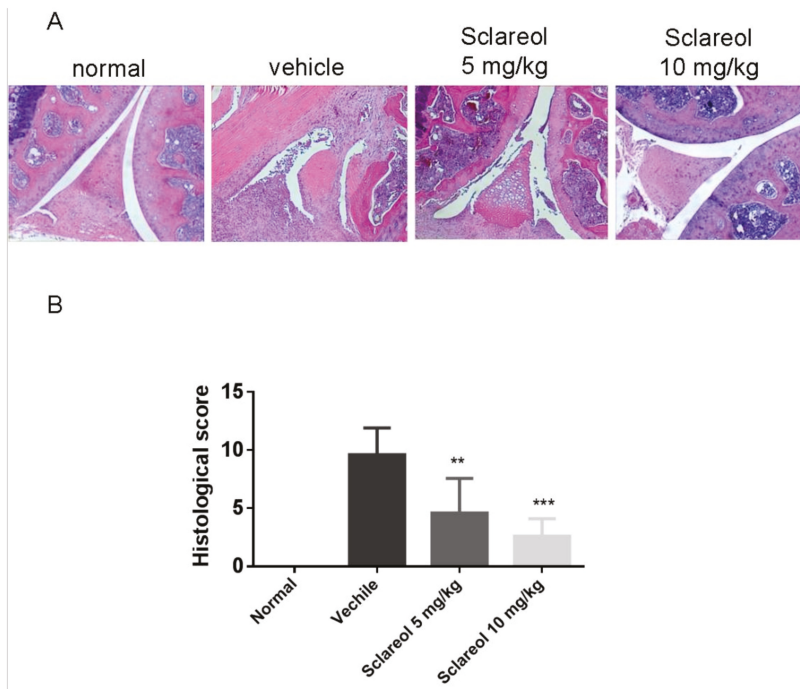 A
normal
vehicle
Sclareol
5 mg/kg
Sclareol
10 mg/kg
B
Histological score
15
10
5
0
**
***
Normal
Vechile
Sclareol 5 mg/kg
Sclareol 10 mg/kg